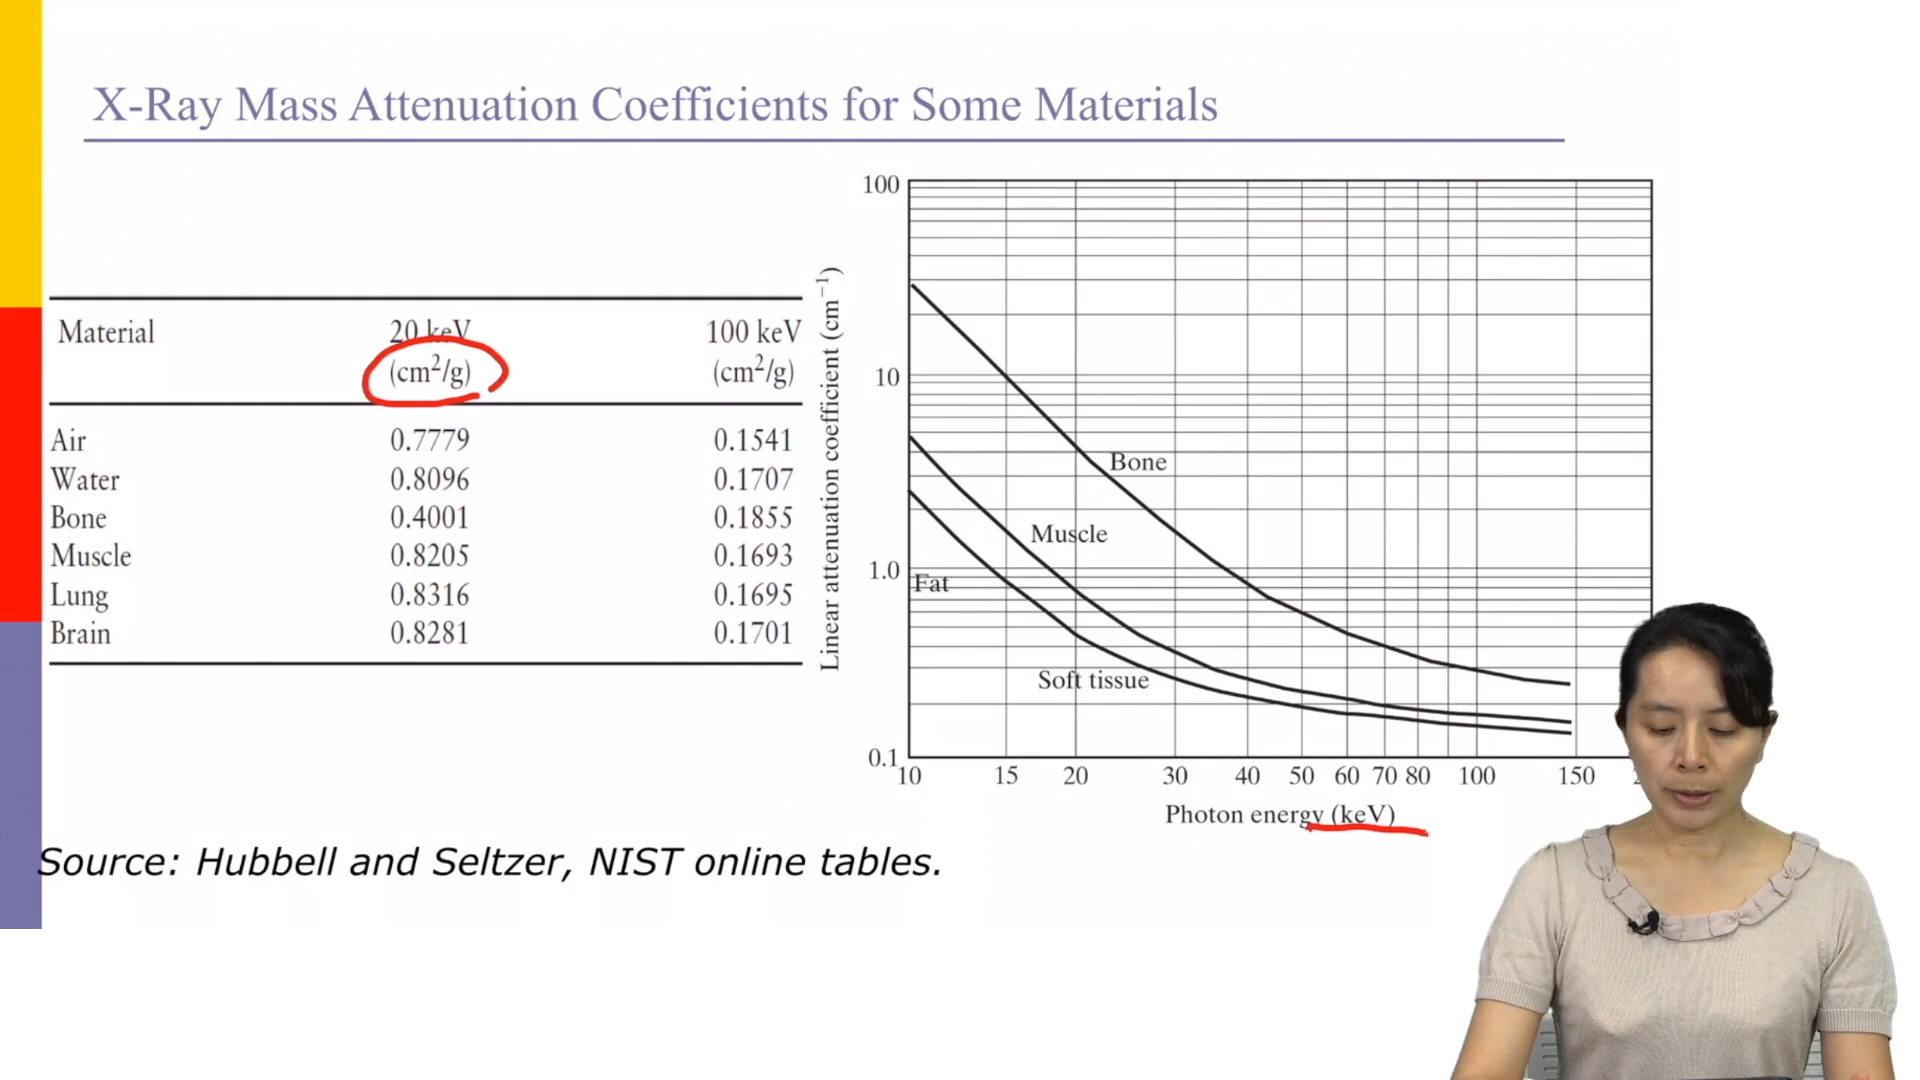 X-Ray Mass Attenuation Coefficients for Some Materials
Material 20 keV 100 keV
(cm²/g) (cm²/g)
Air 0.7779 0.1541
Water 0.8096 0.1707
Bone 0.4001 0.1855
Muscle 0.8205 0.1693
Lung 0.8316 0.1695
Brain 0.8281 0.1701
Linear attenuation coefficient (cm⁻¹)
100
10
1.0
0.1
Bone
Muscle
Fat
Soft tissue
10 15 20 30 40 50 60 70 80 100 150
Photon energy (keV)
Source: Hubbell and Seltzer, NIST online tables.